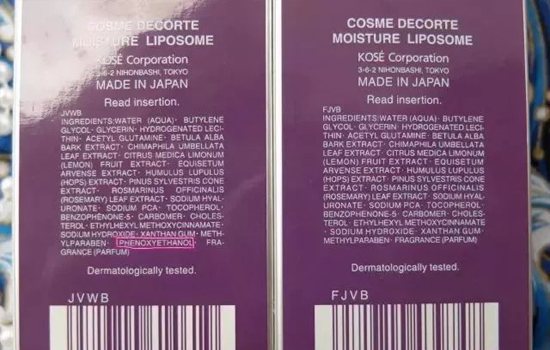 COSME DECORTE
MOISTURE LIPOSOME
KOSÉ Corporation
3-6-2 NIHONBASHI, TOKYO
MADE IN JAPAN
Read insertion.
JVWB
INGREDIENTS:WATER (AQUA)· BUTYLENE
GLYCOL· GLYCERIN· HYDROGENATED LECI-
THIN· ACETYL GLUTAMINE· BETULA ALBA
BARK EXTRACT· CHIMAPHILA UMBELLATA
LEAF EXTRACT· CITRUS MEDICA LIMONUM
(LEMON) FRUIT EXTRACT· EQUISETUM
ARVENSE EXTRACT· HUMULUS LUPULUS
(HOPS) EXTRACT· PINUS SYLVESTRIS CONE
EXTRACT· ROSMARINUS OFFICINALIS
(ROSEMARY) LEAF EXTRACT· SODIUM HYAL-
URONATE· SODIUM PCA· TOCOPHEROL·
BENZOPHENONE-5· CARBOMER· CHOLES-
TEROL· ETHYLHEXYL METHOXYCINNAMATE·
SODIUM HYDROXIDE· XANTHAN GUM· METH-
YLPARABEN· PHENOXYETHANOL· FRA-
GRANCE (PARFUM)
Dermatologically tested.
JVWB
COSME DECORTE
MOISTURE LIPOSOME
KOSÉ Corporation
3-6-2 NIHONBASHI, TOKYO
MADE IN JAPAN
Read insertion.
FJVB
INGREDIENTS:WATER (AQUA)· BUTYLENE
GLYCOL· GLYCERIN· HYDROGENATED LECI-
THIN· ACETYL GLUTAMINE· BETULA ALBA
BARK EXTRACT· CHIMAPHILA UMBELLATA
LEAF EXTRACT· CITRUS MEDICA LIMONUM
(LEMON) FRUIT EXTRACT· EQUISETUM
ARVENSE EXTRACT· HUMULUS LUPULUS
(HOPS) EXTRACT· PINUS SYLVESTRIS CONE
EXTRACT· ROSMARINUS OFFICINALIS
(ROSEMARY) LEAF EXTRACT· SODIUM HYAL-
URONATE· SODIUM PCA· TOCOPHEROL·
BENZOPHENONE-5· CARBOMER· CHOLES-
TEROL· ETHYLHEXYL METHOXYCINNAMATE
· SODIUM HYDROXIDE· XANTHAN GUM·
METHYLPARABEN· FRAGRANCE (PARFUM)
Dermatologically tested.
FJVB